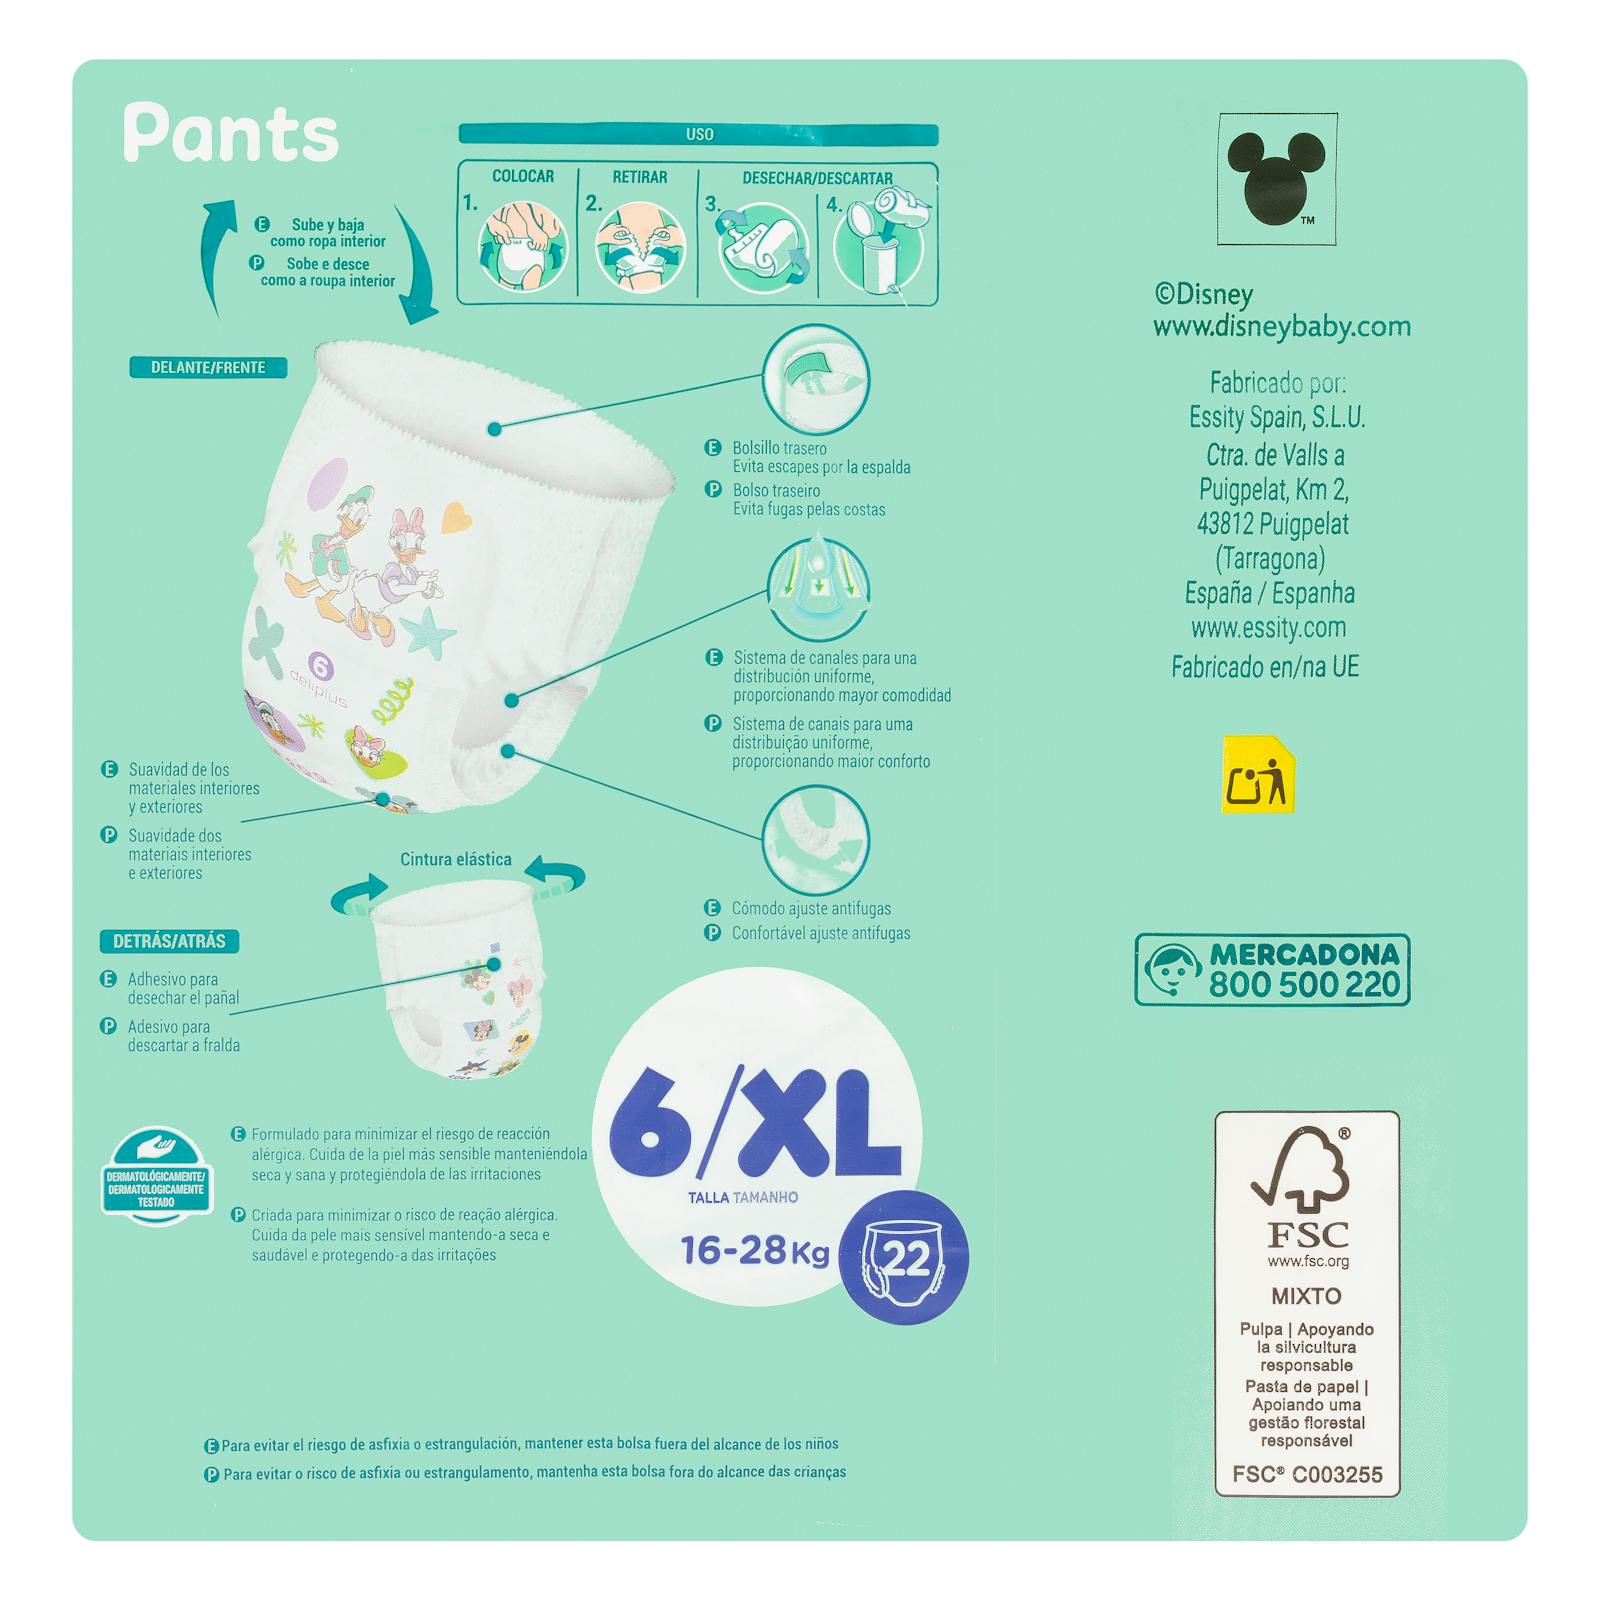 Pants
USO
COLOCAR
RETIRAR
DESECHAR/DESCARTAR
1.
2.
3.
4.
E Sube y baja
como ropa interior
P Sobe e desce
como a roupa interior
DELANTE/FRENTE
E Bolsillo trasero
Evita escapes por la espalda
P Bolso traseiro
Evita fugas pelas costas
E Sistema de canales para una
distribución uniforme,
proporcionando mayor comodidad
P Sistema de canais para uma
distribuição uniforme,
proporcionando maior conforto
6
deliplus
E Suavidad de los
materiales interiores
y exteriores
P Suavidade dos
materiais interiores
e exteriores
Cintura elástica
E Cómodo ajuste antifugas
P Confortável ajuste antifugas
DETRÁS/ATRÁS
E Adhesivo para
desechar el pañal
P Adesivo para
descartar a fralda
6/XL
TALLA TAMANHO
16-28Kg
22
DERMATOLÓGICAMENTE/
DERMATOLOGICAMENTE
TESTADO
E Formulado para minimizar el riesgo de reacción
alérgica. Cuida de la piel más sensible manteniéndola
seca y sana y protegiéndola de las irritaciones
P Criada para minimizar o risco de reação alérgica.
Cuida da pele mais sensível mantendo-a seca e
saudável e protegendo-a das irritações
E Para evitar el riesgo de asfixia o estrangulación, mantener esta bolsa fuera del alcance de los niños
P Para evitar o risco de asfixia ou estrangulamento, mantenha esta bolsa fora do alcance das crianças
TM
©Disney
www.disneybaby.com
Fabricado por:
Essity Spain, S.L.U.
Ctra. de Valls a
Puigpelat, Km 2,
43812 Puigpelat
(Tarragona)
España / Espanha
www.essity.com
Fabricado en/na UE
MERCADONA
800 500 220
®
FSC
www.fsc.org
MIXTO
Pulpa | Apoyando
la silvicultura
responsable
Pasta de papel |
Apoiando uma
gestão florestal
responsável
FSC® C003255